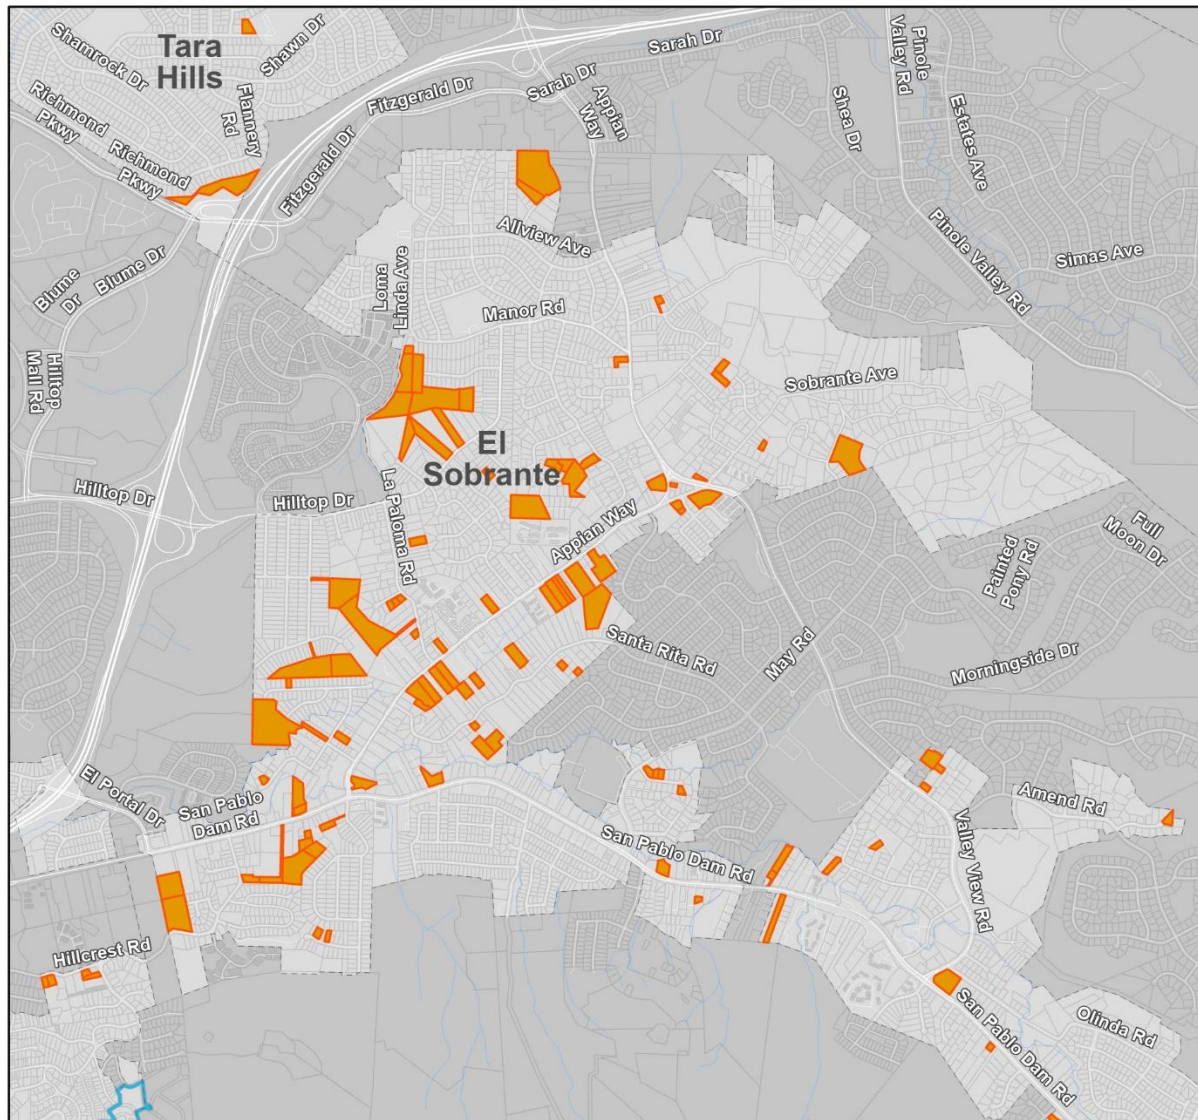 Tara
Hills
Shamrock Dr
Shawn Dr
Flannery
Rd
Richmond
Pkwy
Richmond
Pkwy
Fitzgerald Dr
Fitzgerald Dr
Sarah Dr
Sarah Dr
Appian
Way
Shea Dr
Pinole
Valley Rd
Pinole
Estates Ave
Pinole Valley Rd
Simas Ave
Allview Ave
Blume
Dr
Blume Dr
Loma
Linda Ave
Manor Rd
Hilltop
Mall Rd
Sobrante Ave
El
Sobrante
Hilltop Dr
Hilltop Dr
La Paloma Rd
Appian Way
Full
Moon Dr
Painted
Pony Rd
Santa Rita Rd
May Rd
Morningside Dr
El Portal Dr
San Pablo
Dam Rd
San Pablo Dam Rd
Amend Rd
Valley View Rd
Hillcrest Rd
San Pablo Dam Rd
Olinda Rd